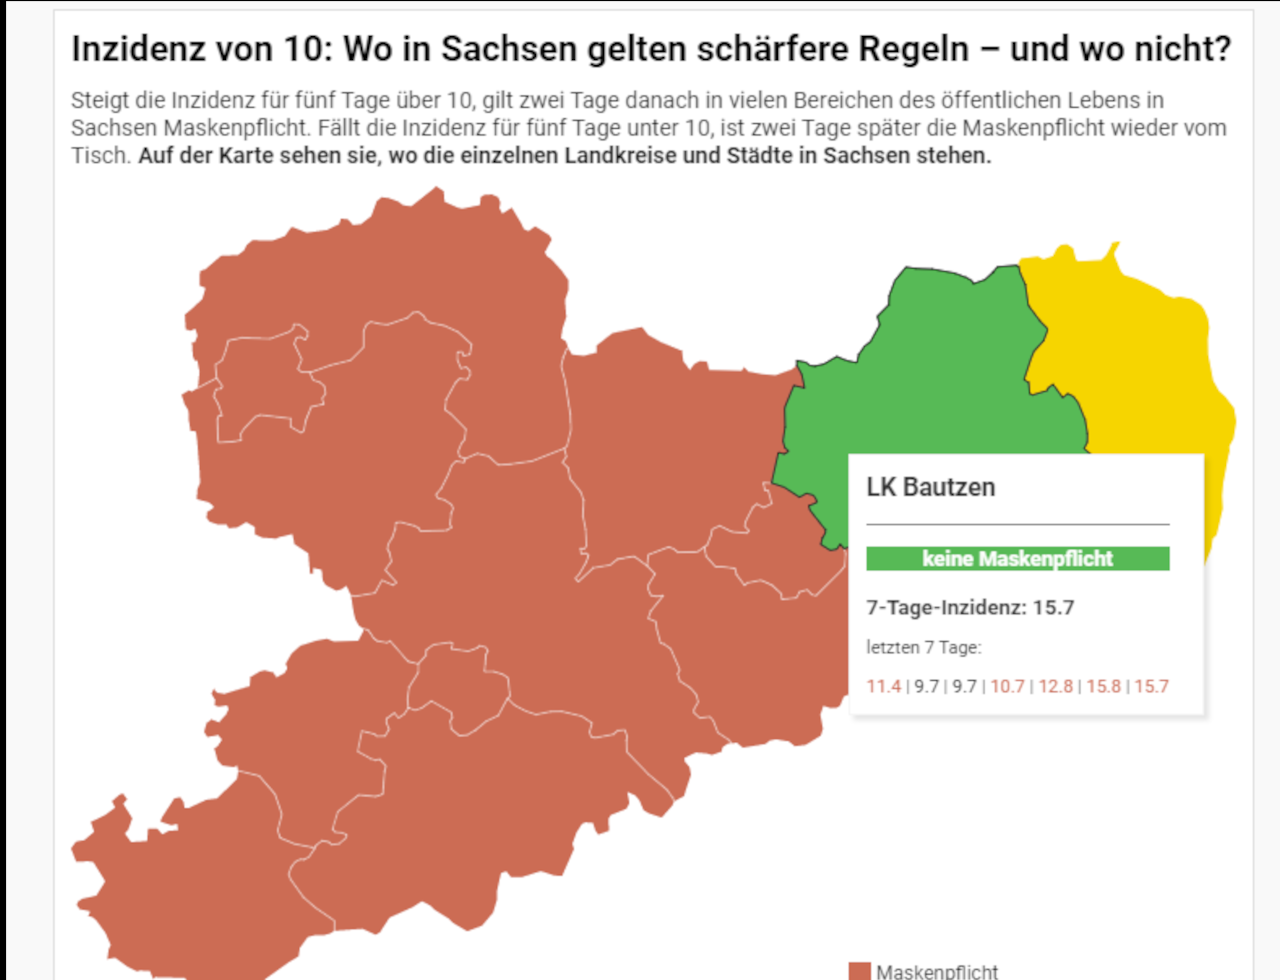 Inzidenz von 10: Wo in Sachsen gelten schärfere Regeln – und wo nicht?
Steigt die Inzidenz für fünf Tage über 10, gilt zwei Tage danach in vielen Bereichen des öffentlichen Lebens in
Sachsen Maskenpflicht. Fällt die Inzidenz für fünf Tage unter 10, ist zwei Tage später die Maskenpflicht wieder vom
Tisch. Auf der Karte sehen sie, wo die einzelnen Landkreise und Städte in Sachsen stehen.
LK Bautzen
keine Maskenpflicht
7-Tage-Inzidenz: 15.7
letzten 7 Tage:
11.4 | 9.7 | 9.7 | 10.7 | 12.8 | 15.8 | 15.7
Maskenpflicht